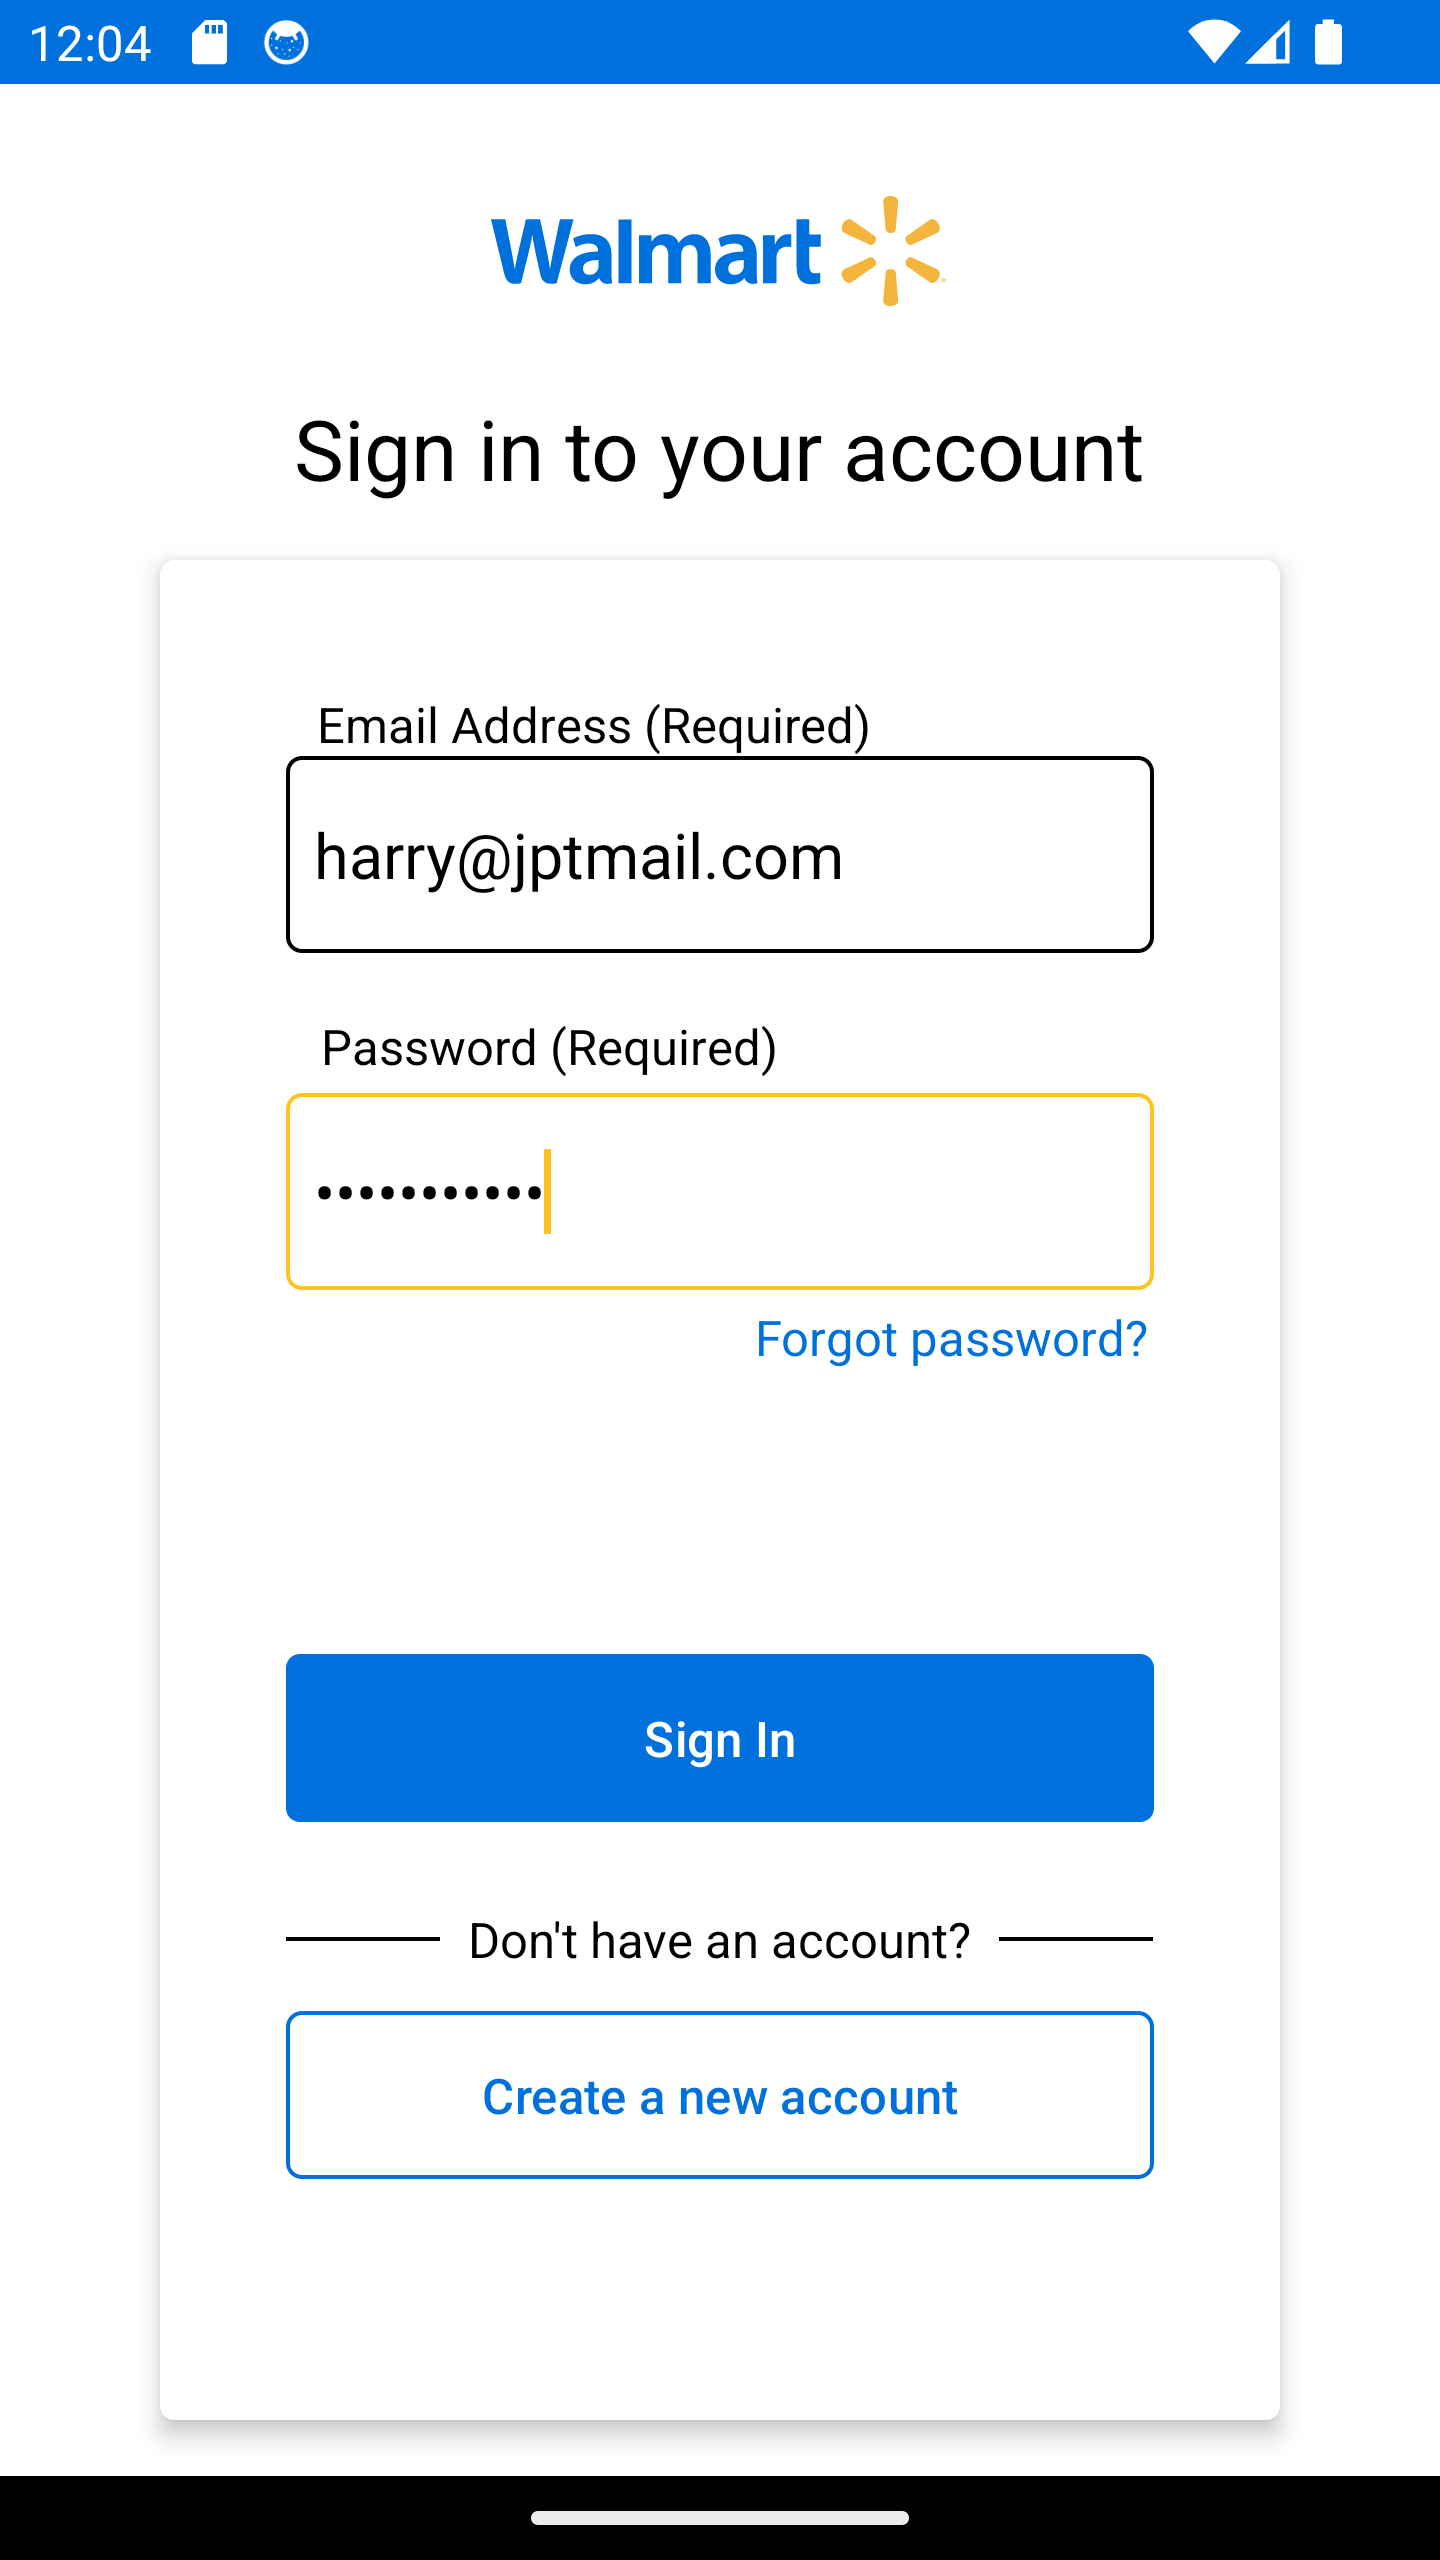 12:04
Walmart
Sign in to your account
Email Address (Required)
harry@jptmail.com
Password (Required)
•••••••••••
Forgot password?
Sign In
Don't have an account?
Create a new account